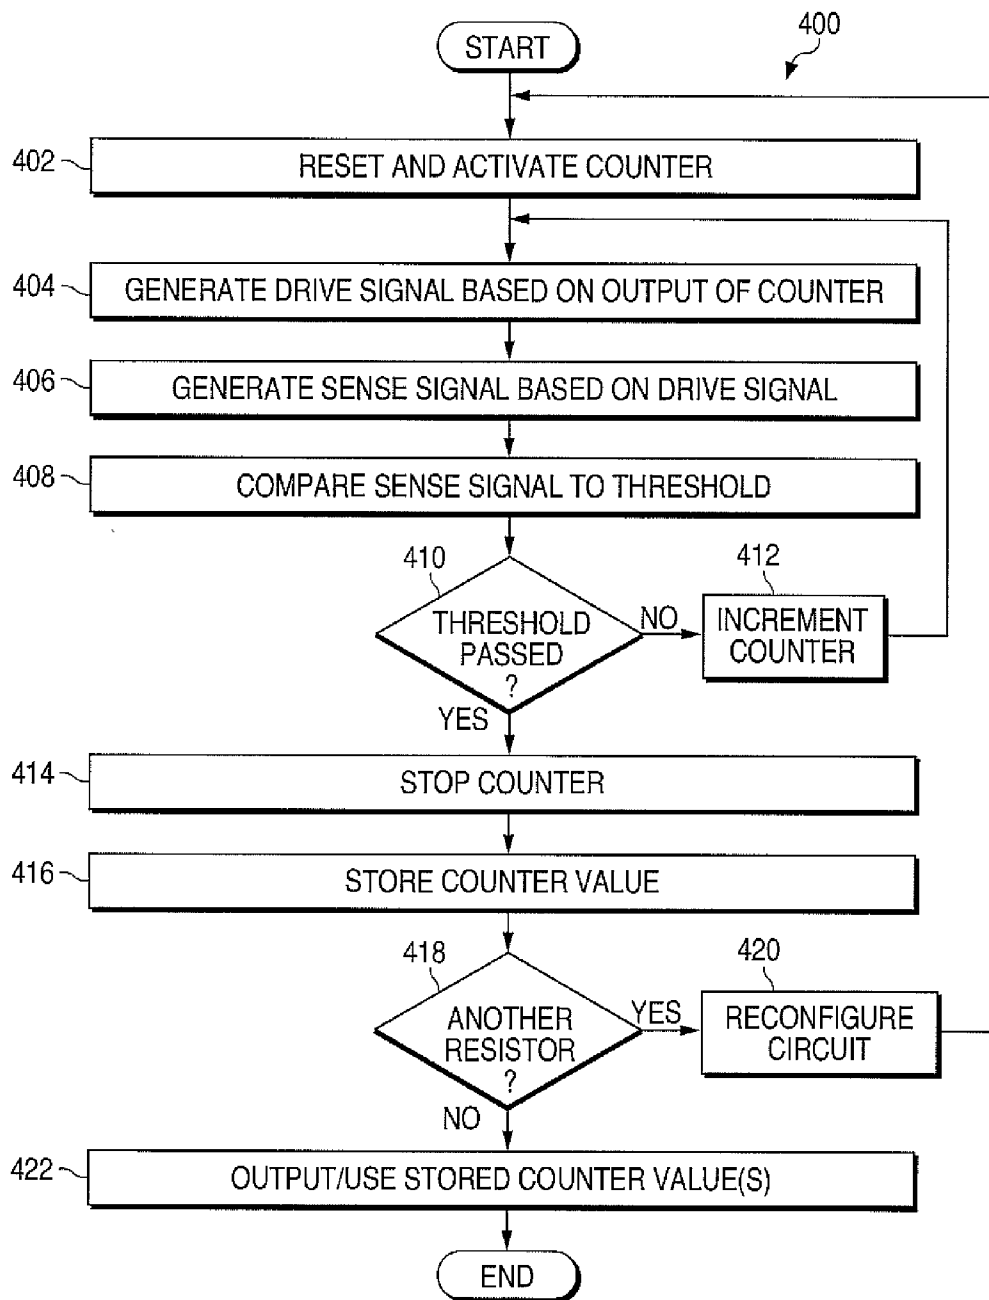 START
400
402
RESET AND ACTIVATE COUNTER
404
GENERATE DRIVE SIGNAL BASED ON OUTPUT OF COUNTER
406
GENERATE SENSE SIGNAL BASED ON DRIVE SIGNAL
408
COMPARE SENSE SIGNAL TO THRESHOLD
410
THRESHOLD
PASSED
?
NO
412
INCREMENT
COUNTER
YES
414
STOP COUNTER
416
STORE COUNTER VALUE
418
ANOTHER
RESISTOR
?
YES
420
RECONFIGURE
CIRCUIT
NO
422
OUTPUT/USE STORED COUNTER VALUE(S)
END